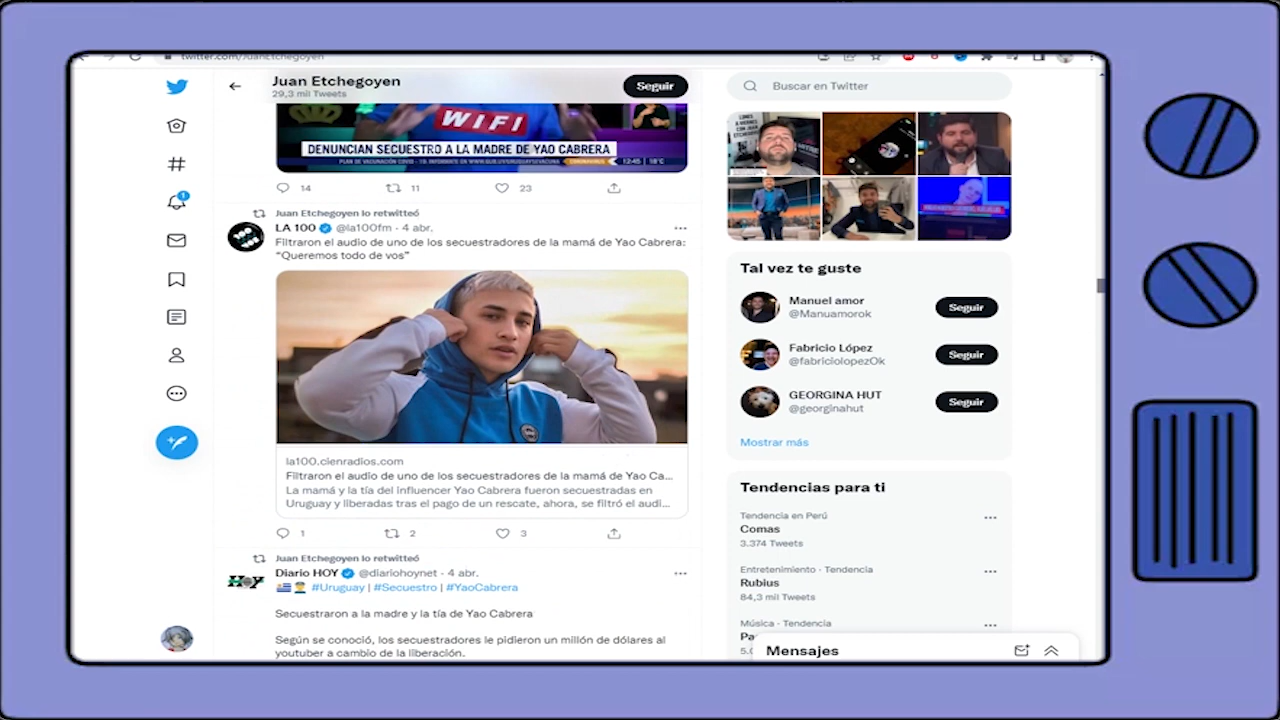 twitter.com/JuanEtchegoyen
Juan Etchegoyen
29,3 mil Tweets
Seguir
Buscar en Twitter
WIFI
DENUNCIAN SECUESTRO A LA MADRE DE YAO CABRERA
12:45 | 18°C
14
11
23
Juan Etchegoyen lo retwitteó
LA 100 @la100fm · 4 abr.
Filtraron el audio de uno de los secuestradores de la mamá de Yao Cabrera:
"Queremos todo de vos"
la100.cienradios.com
Filtraron el audio de uno de los secuestradores de la mamá de Yao Ca...
La mamá y la tía del influencer Yao Cabrera fueron secuestradas en
Uruguay y liberadas tras el pago de un rescate, ahora, se filtró el audi...
1
2
3
Juan Etchegoyen lo retwitteó
HOY
Diario HOY @diariohoynet · 4 abr.
#Uruguay | #Secuestro | #YaoCabrera
Secuestraron a la madre y la tía de Yao Cabrera
Según se conoció, los secuestradores le pidieron un millón de dólares al
youtuber a cambio de la liberación.
Tal vez te guste
Manuel amor
@Manuamorok
Seguir
Fabricio López
@fabriciolopezOk
Seguir
GEORGINA HUT
@georginahut
Seguir
Mostrar más
Tendencias para ti
Tendencia en Perú
Comas
3.374 Tweets
Entretenimiento · Tendencia
Rubius
84,3 mil Tweets
Música · Tendencia
Pa
5.0
Mensajes
1